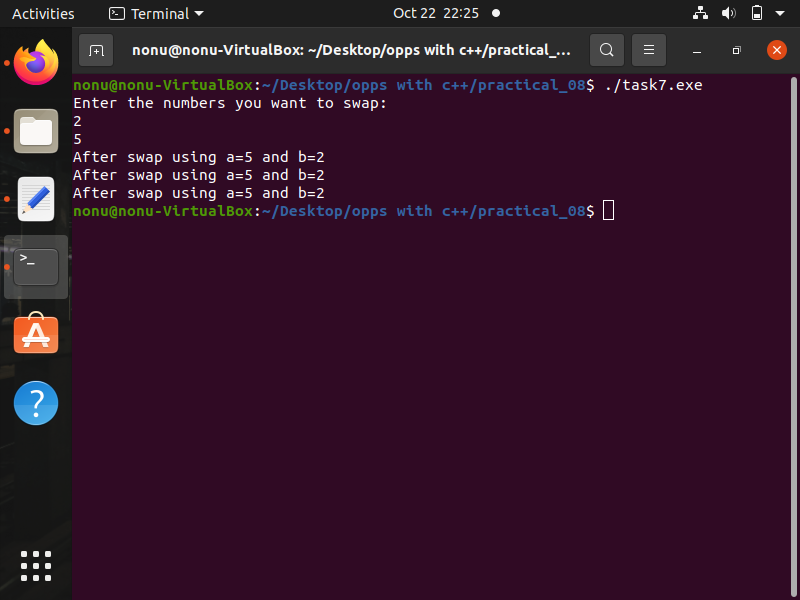 Activities
Terminal
Oct 22 22:25
nonu@nonu-VirtualBox: ~/Desktop/opps with c++/practical_...
nonu@nonu-VirtualBox:~/Desktop/opps with c++/practical_08$ ./task7.exe
Enter the numbers you want to swap:
2
5
After swap using a=5 and b=2
After swap using a=5 and b=2
After swap using a=5 and b=2
nonu@nonu-VirtualBox:~/Desktop/opps with c++/practical_08$
>_
?